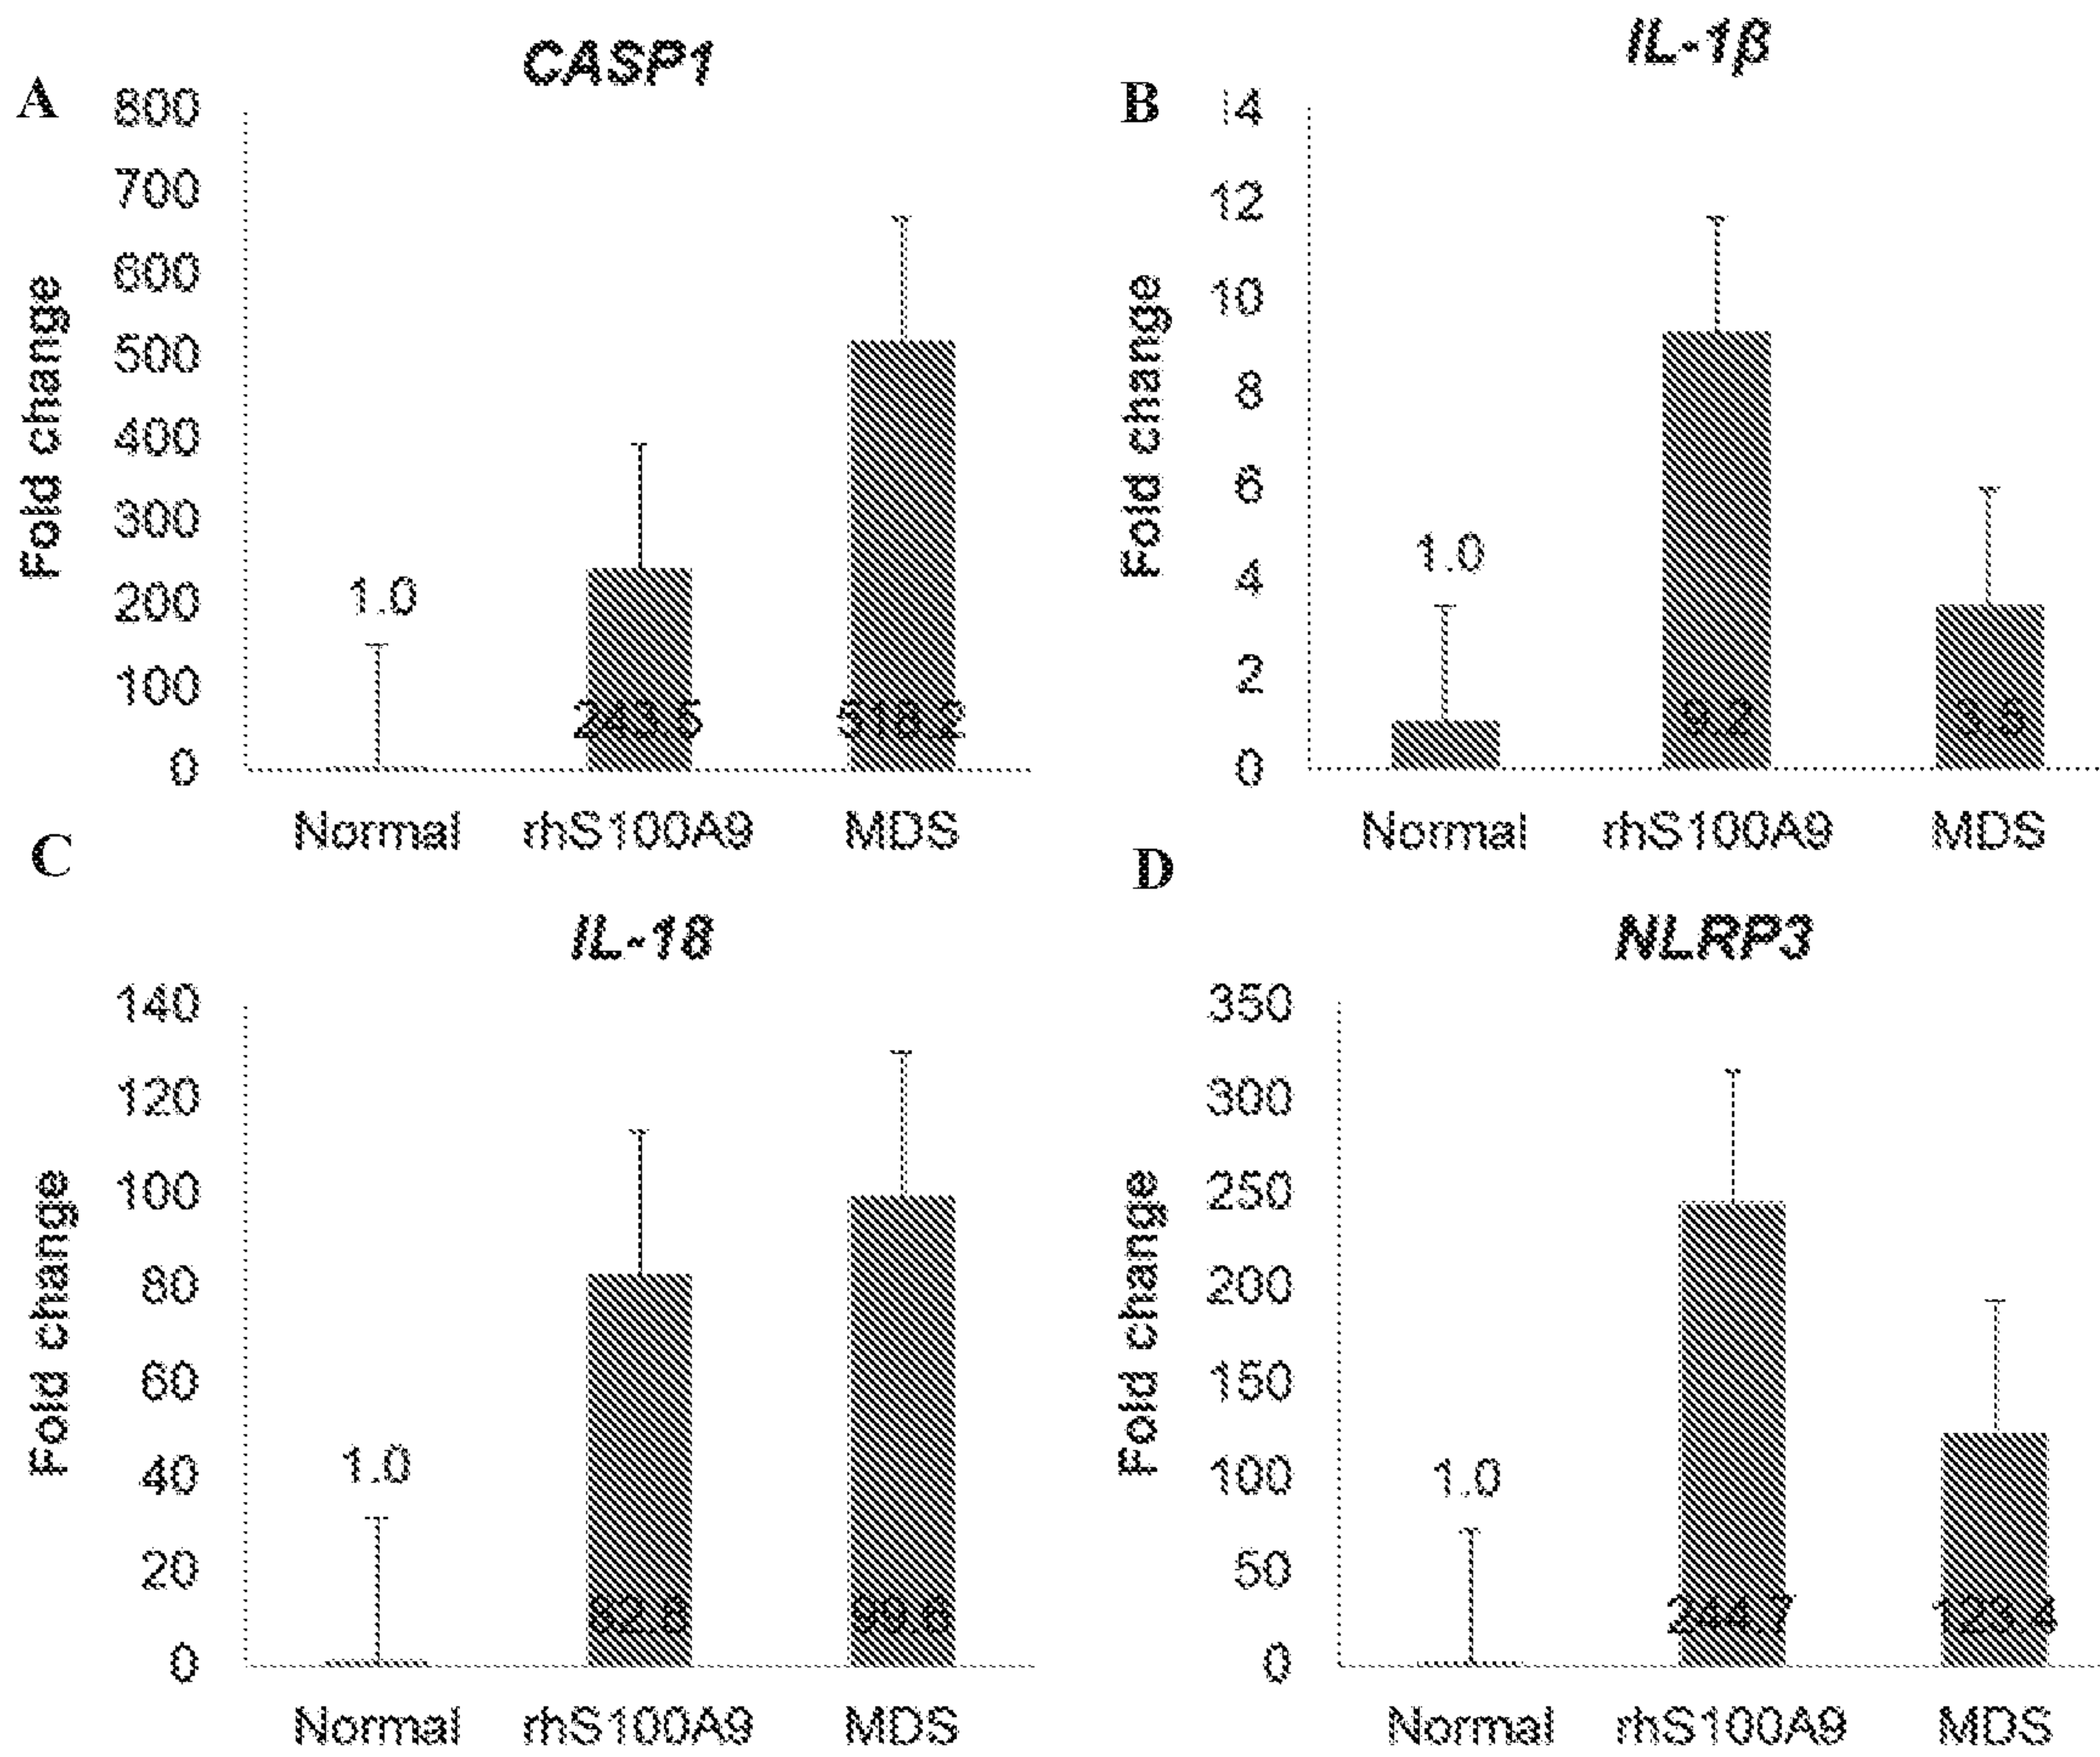 A
CASP1
800
700
600
500
400
300
200
100
0
Fold change
1.0
243.5
518.2
Normal rhS100A9 MDS
B
IL-1β
14
12
10
8
6
4
2
0
Fold change
1.0
9.2
Normal rhS100A9 MDS
C
IL-18
140
120
100
80
60
40
20
0
Fold change
1.0
82.8
Normal rhS100A9 MDS
D
NLRP3
350
300
250
200
150
100
50
0
Fold change
1.0
244.7
123.4
Normal rhS100A9 MDS